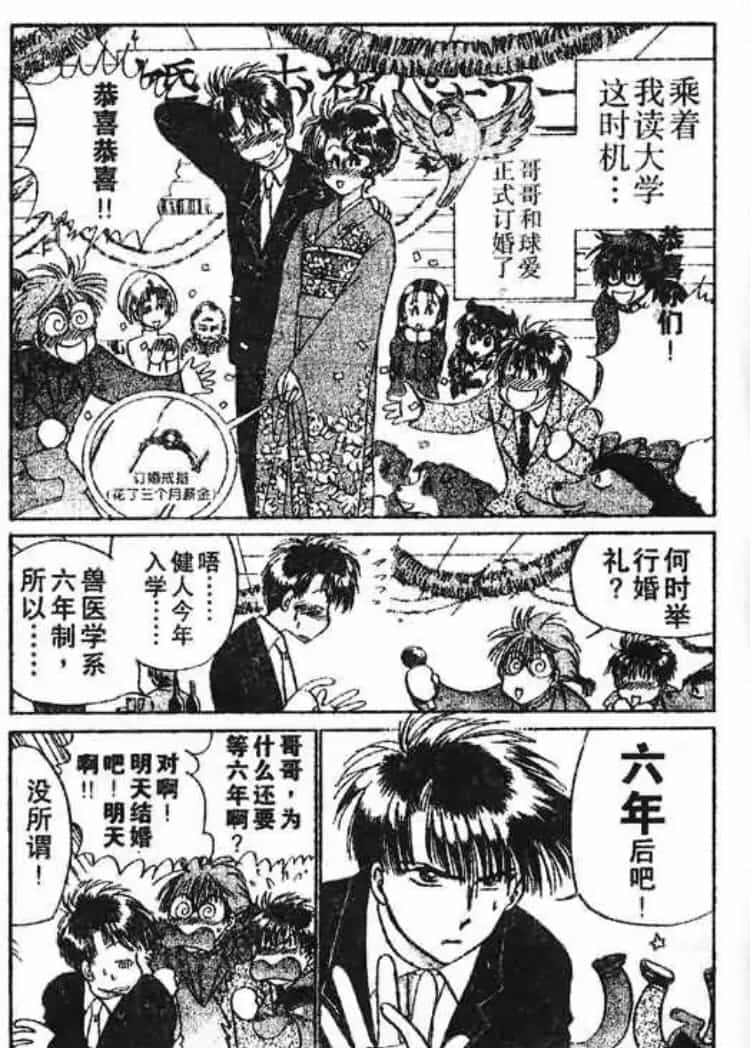 乘着
我读大学
这时机…
哥哥和球爱
正式订婚了
恭喜你们！
恭喜恭喜!!
订婚戒指
(花了三个月薪金)
何时举
行婚
礼？
唔……
健人今年
入学……
兽医学系
六年制，
所以……
六年
后吧！
哥哥，为
什么还要
等六年啊？
对啊！
明天结婚
吧！明天
啊!!
没所谓！